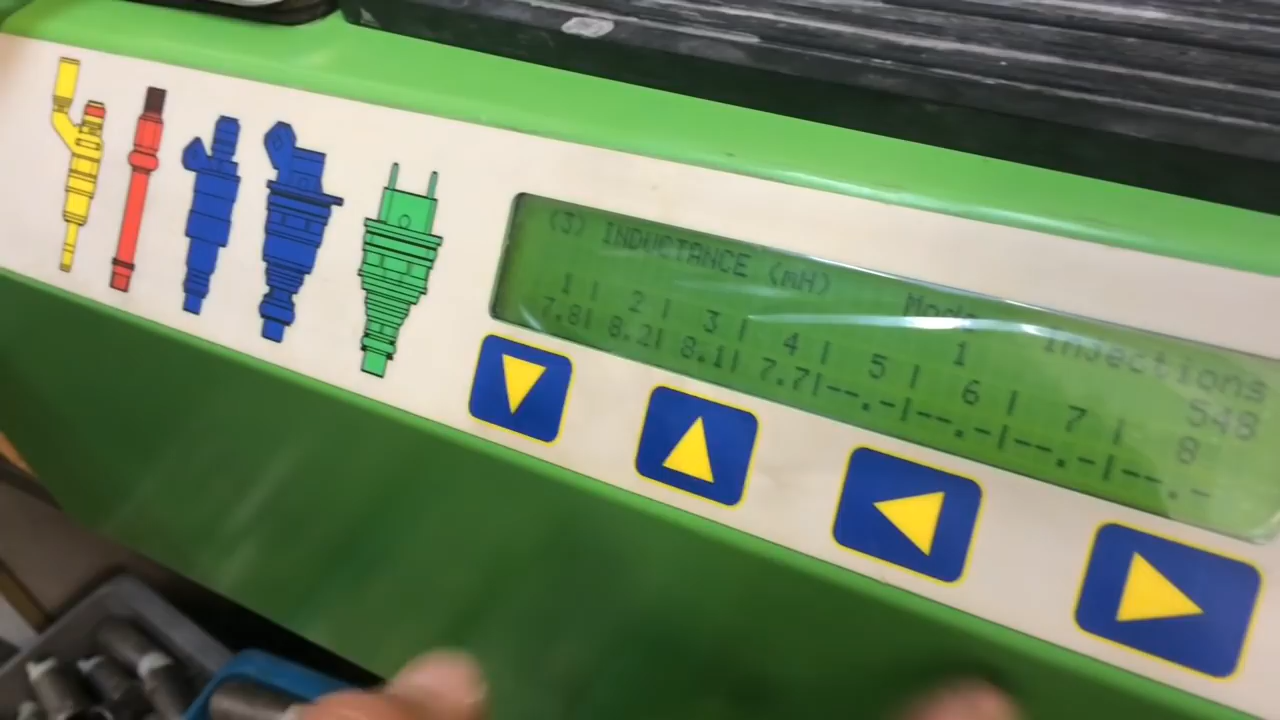 (3) INDUCTANCE (mH) Mode Injections
1 548
1 | 2 | 3 | 4 | 5 | 6 | 7 | 8
7.8| 8.2| 8.1| 7.7|--.-|--.-|--.-|--.-